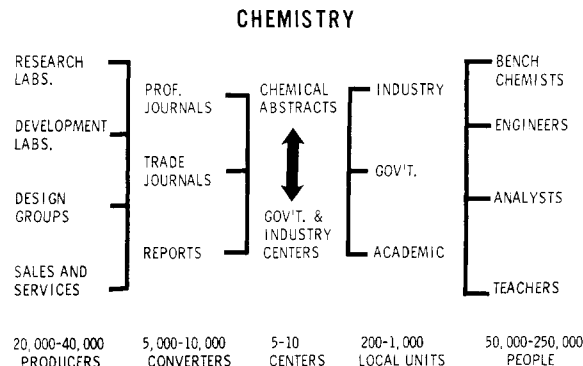 CHEMISTRY
RESEARCH
LABS.
DEVELOPMENT
LABS.
DESIGN
GROUPS
SALES AND
SERVICES
PROF.
JOURNALS
TRADE
JOURNALS
REPORTS
CHEMICAL
ABSTRACTS
GOV'T. &
INDUSTRY
CENTERS
INDUSTRY
GOV'T.
ACADEMIC
BENCH
CHEMISTS
ENGINEERS
ANALYSTS
TEACHERS
20,000-40,000
PRODUCERS
5,000-10,000
CONVERTERS
5-10
CENTERS
200-1,000
LOCAL UNITS
50,000-250,000
PEOPLE